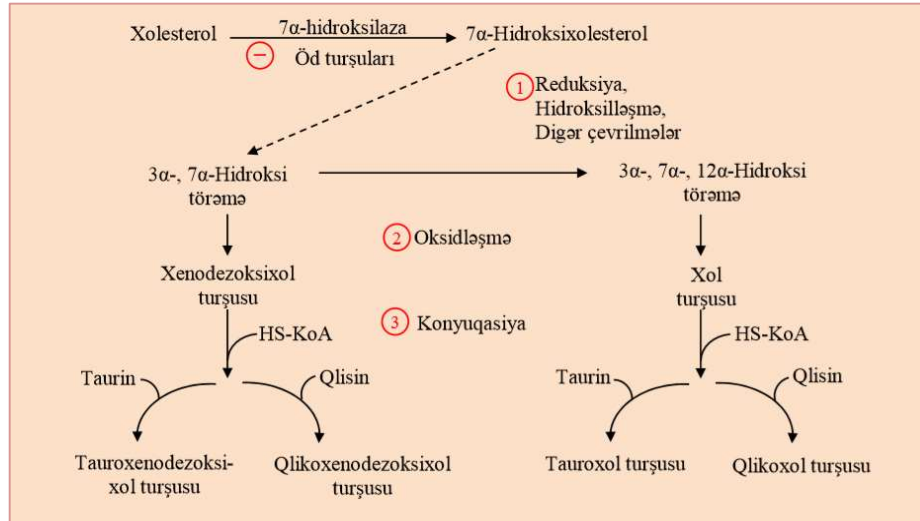 Xolesterol
7α-hidroksilaza
7α-Hidroksixolesterol
−
Öd turşuları
1
Reduksiya,
Hidroksilləşmə,
Digər çevrilmələr
3α-, 7α-Hidroksi
törəmə
3α-, 7α-, 12α-Hidroksi
törəmə
2
Oksidləşmə
Xenodezoksixol
turşusu
Xol
turşusu
3
Konyuqasiya
HS-KoA
HS-KoA
Taurin
Qlisin
Taurin
Qlisin
Tauroxenodezoksi-
xol turşusu
Qlikoxenodezoksixol
turşusu
Tauroxol turşusu
Qlikoxol turşusu